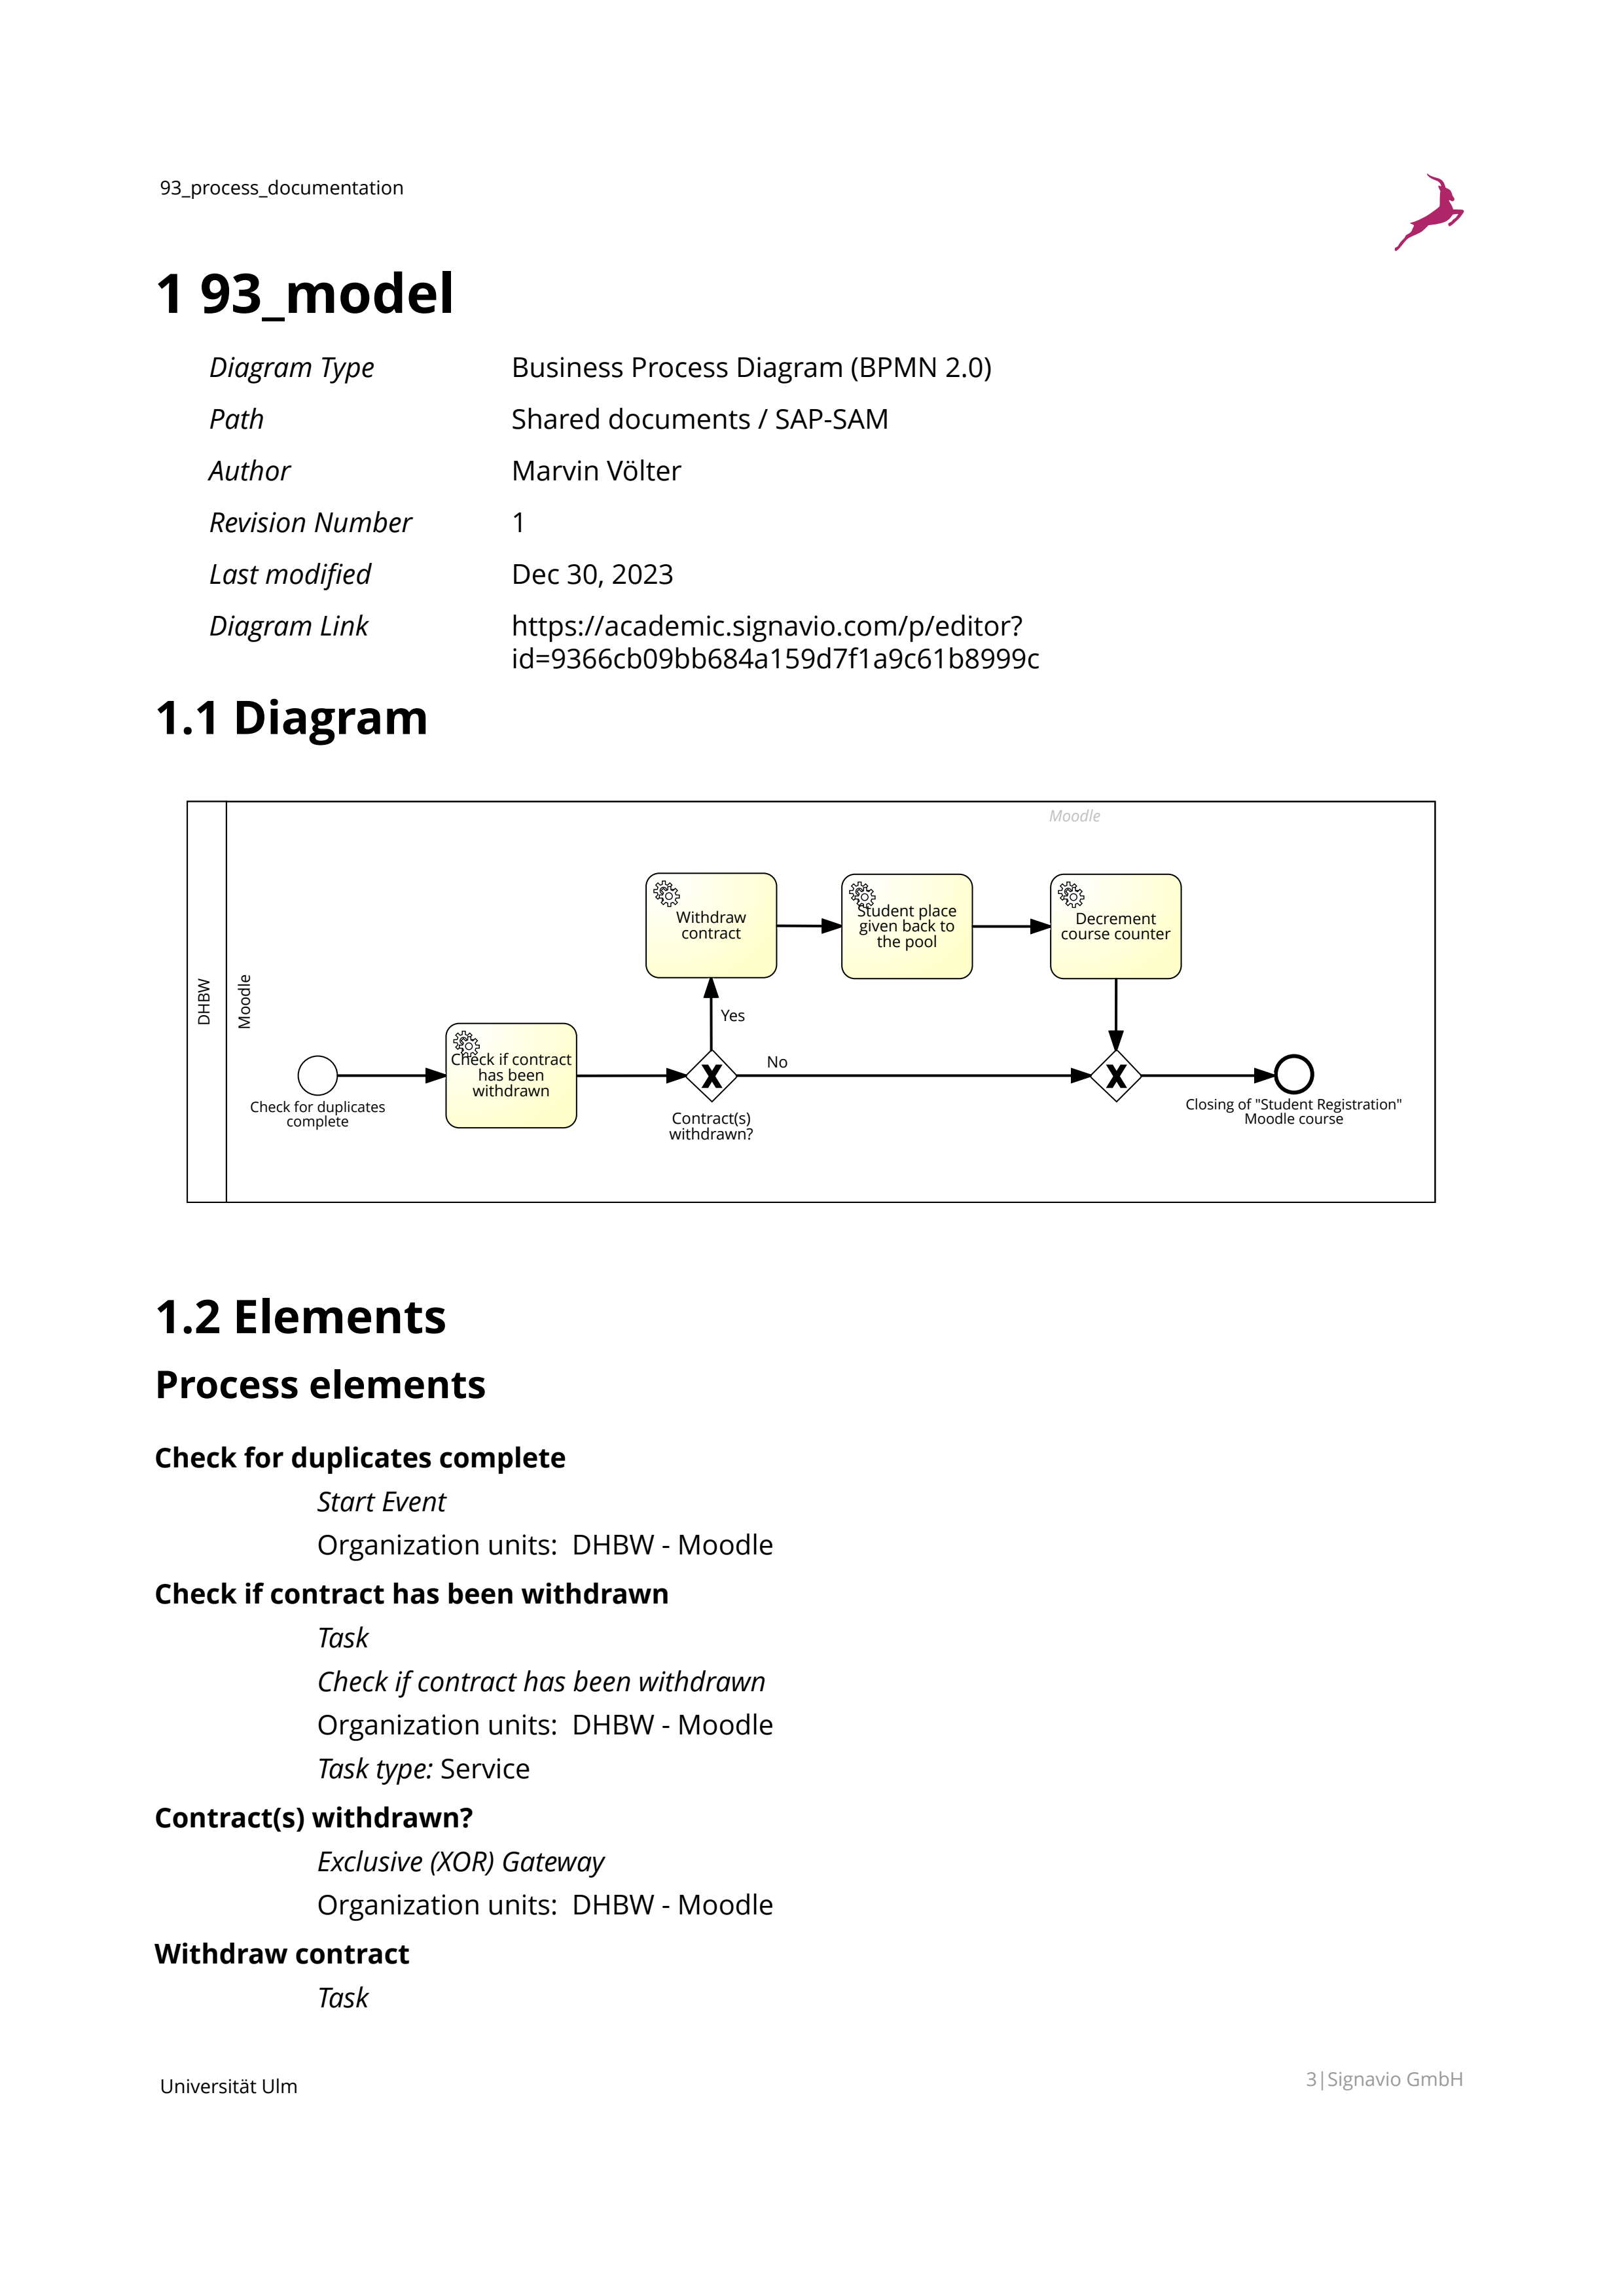 93_process_documentation
1 93_model
Diagram Type Business Process Diagram (BPMN 2.0)
Path Shared documents / SAP-SAM
Author Marvin Völter
Revision Number 1
Last modified Dec 30, 2023
Diagram Link https://academic.signavio.com/p/editor?
id=9366cb09bb684a159d7f1a9c61b8999c
1.1 Diagram
DHBW
Moodle
Moodle
Withdraw
contract
Student place
given back to
the pool
Decrement
course counter
Yes
No
Check if contract
has been
withdrawn
Check for duplicates
complete
Contract(s)
withdrawn?
Closing of "Student Registration"
Moodle course
1.2 Elements
Process elements
Check for duplicates complete
Start Event
Organization units: DHBW - Moodle
Check if contract has been withdrawn
Task
Check if contract has been withdrawn
Organization units: DHBW - Moodle
Task type: Service
Contract(s) withdrawn?
Exclusive (XOR) Gateway
Organization units: DHBW - Moodle
Withdraw contract
Task
Universität Ulm
3|Signavio GmbH